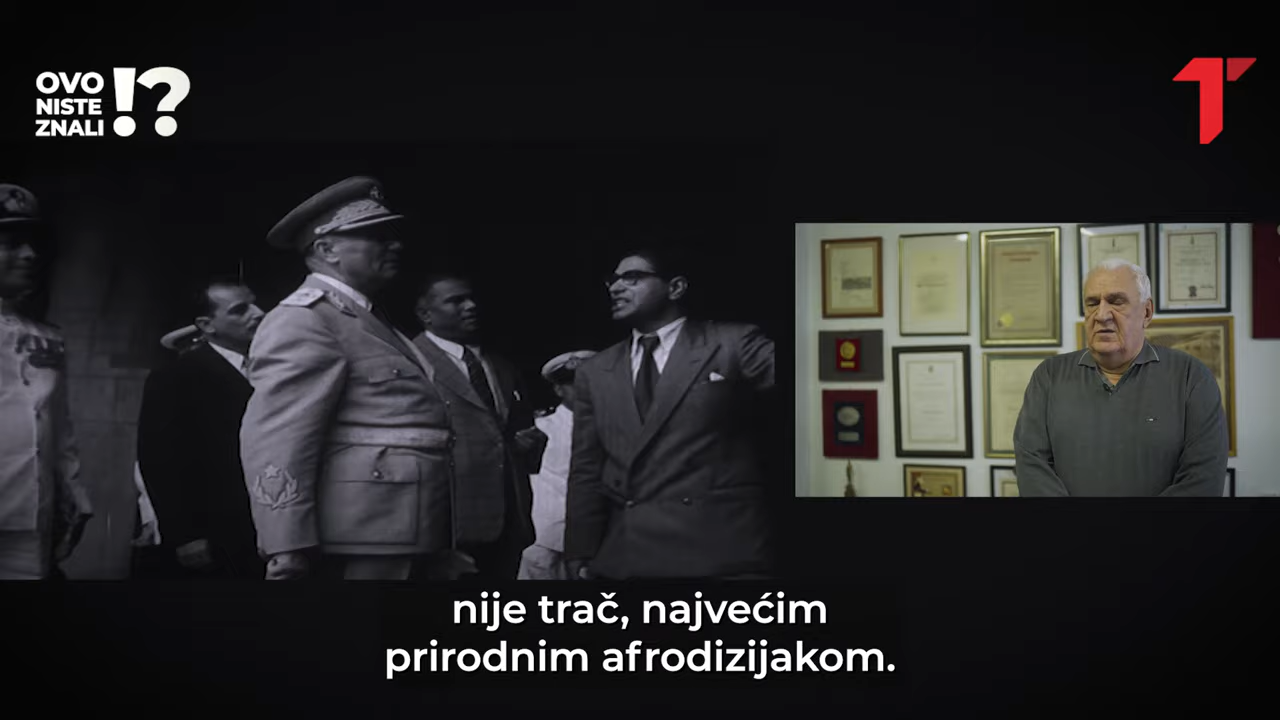 OVO
NISTE
ZNALI !?
nije trač, najvećim
prirodnim afrodizijakom.